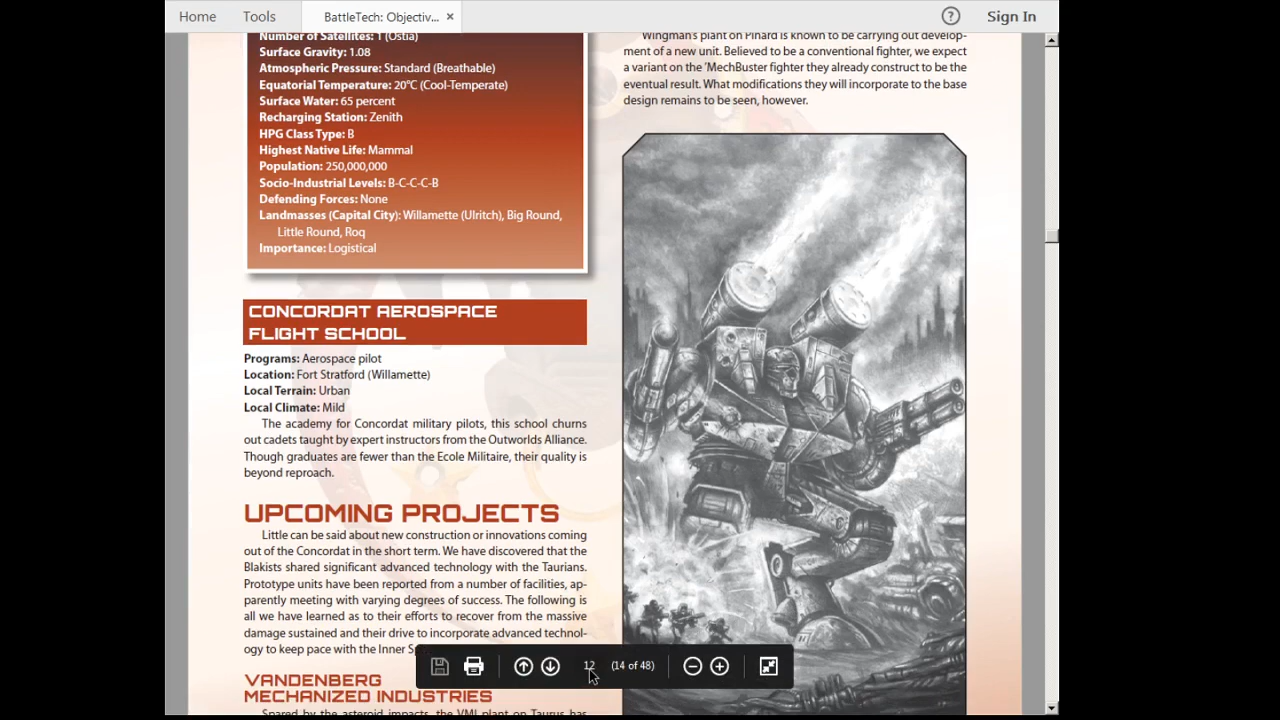 Home Tools BattleTech: Objectiv... × ? Sign In
Number of Satellites: 1 (Ostia)
Surface Gravity: 1.08
Atmospheric Pressure: Standard (Breathable)
Equatorial Temperature: 20°C (Cool-Temperate)
Surface Water: 65 percent
Recharging Station: Zenith
HPG Class Type: B
Highest Native Life: Mammal
Population: 250,000,000
Socio-Industrial Levels: B-C-C-C-B
Defending Forces: None
Landmasses (Capital City): Willamette (Ulritch), Big Round,
Little Round, Roq
Importance: Logistical
CONCORDAT AEROSPACE
FLIGHT SCHOOL
Programs: Aerospace pilot
Location: Fort Stratford (Willamette)
Local Terrain: Urban
Local Climate: Mild
The academy for Concordat military pilots, this school churns
out cadets taught by expert instructors from the Outworlds Alliance.
Though graduates are fewer than the Ecole Militaire, their quality is
beyond reproach.
UPCOMING PROJECTS
Little can be said about new construction or innovations coming
out of the Concordat in the short term. We have discovered that the
Blakists shared significant advanced technology with the Taurians.
Prototype units have been reported from a number of facilities, ap-
parently meeting with varying degrees of success. The following is
all we have learned as to their efforts to recover from the massive
damage sustained and their drive to incorporate advanced technol-
ogy to keep pace with the Inner
VANDENBERG
MECHANIZED INDUSTRIES
Spared by the asteroid impacts, the VMI plant on Taurus has
Wingman's plant on Pinard is known to be carrying out develop-
ment of a new unit. Believed to be a conventional fighter, we expect
a variant on the 'MechBuster fighter they already construct to be the
eventual result. What modifications they will incorporate to the base
design remains to be seen, however.
12 (14 of 48)